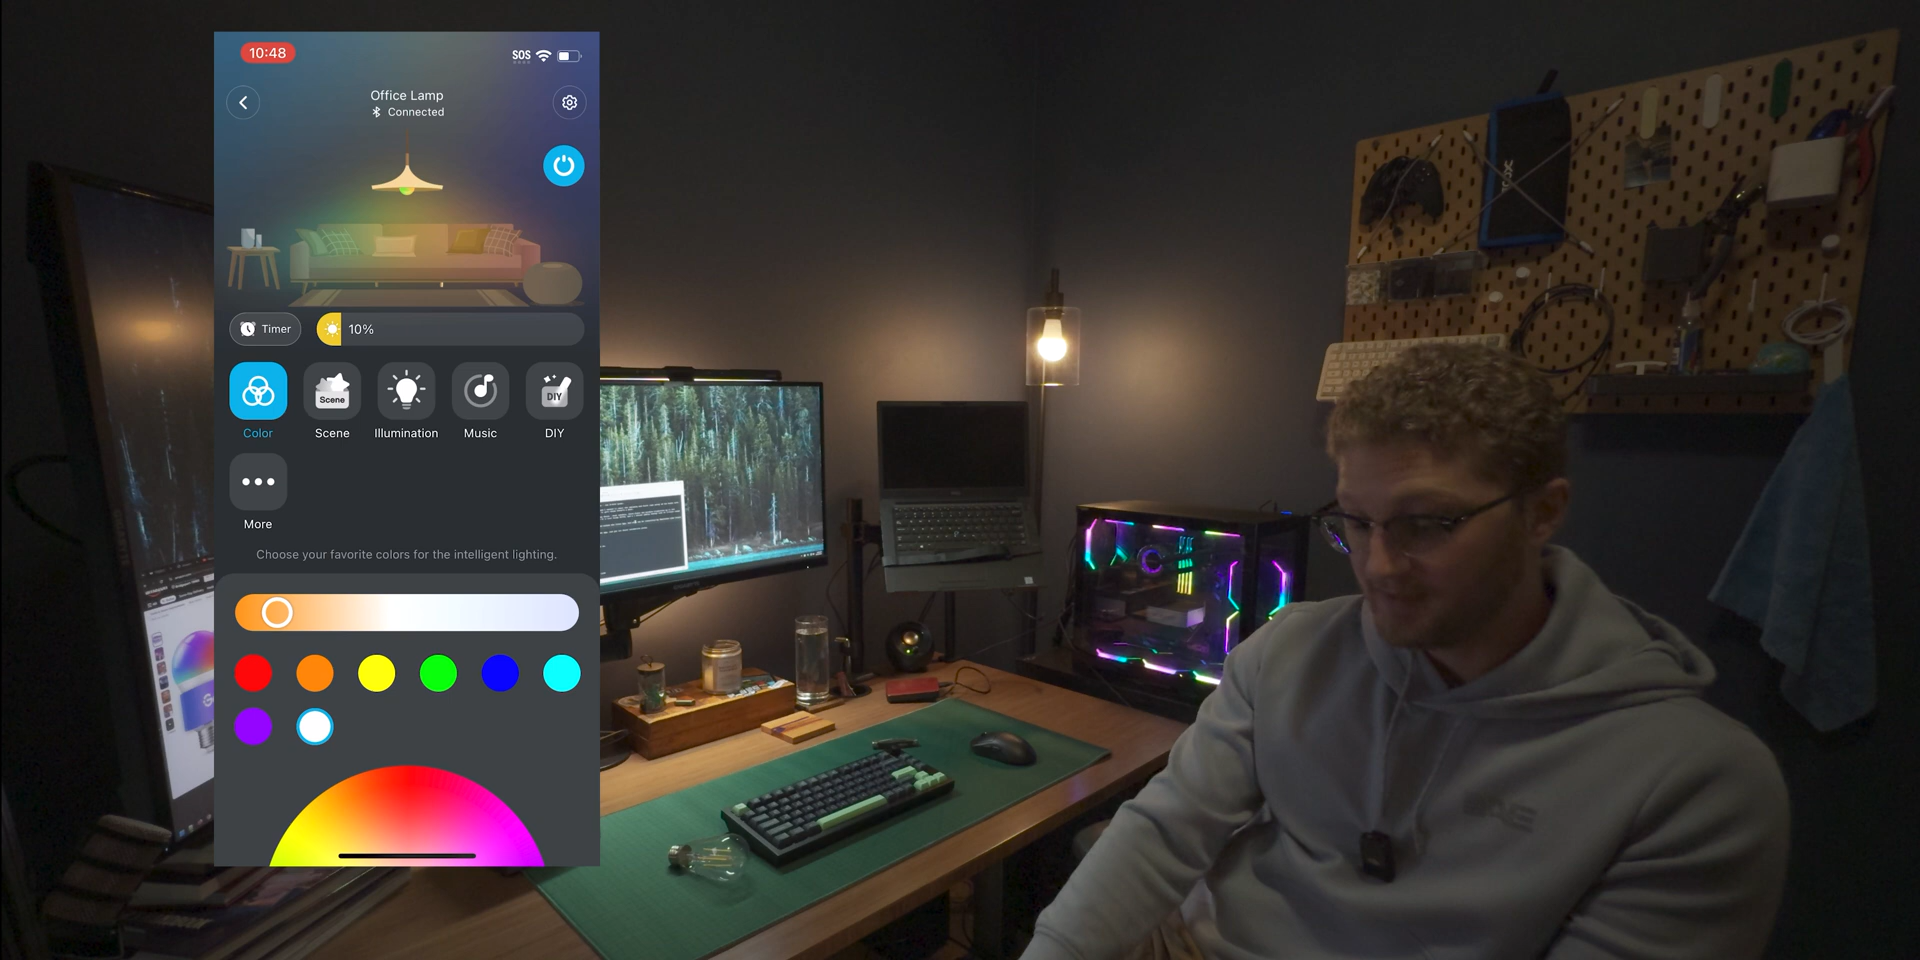 10:48
SOS
Office Lamp
Connected
Timer
10%
Scene
DIY
Color
Scene
Illumination
Music
DIY
More
Choose your favorite colors for the intelligent lighting.